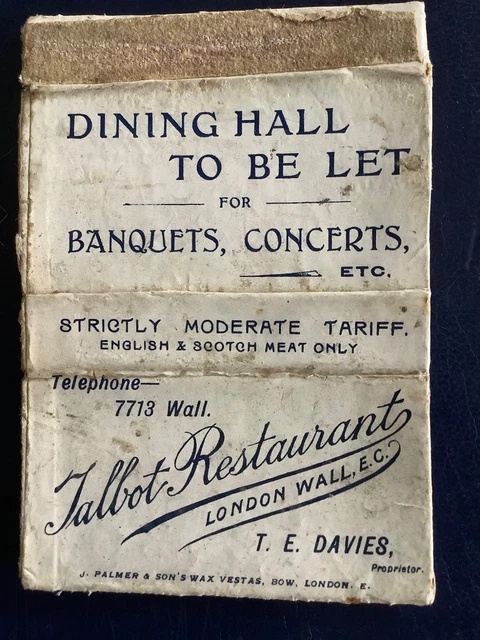 DINING HALL
TO BE LET
FOR
BANQUETS, CONCERTS,
ETC.
STRICTLY MODERATE TARIFF.
ENGLISH & SCOTCH MEAT ONLY
Telephone—
7713 Wall.
Talbot Restaurant
LONDON WALL, E.C.
T. E. DAVIES,
Proprietor.
J. PALMER & SON'S WAX VESTAS, BOW, LONDON. E.